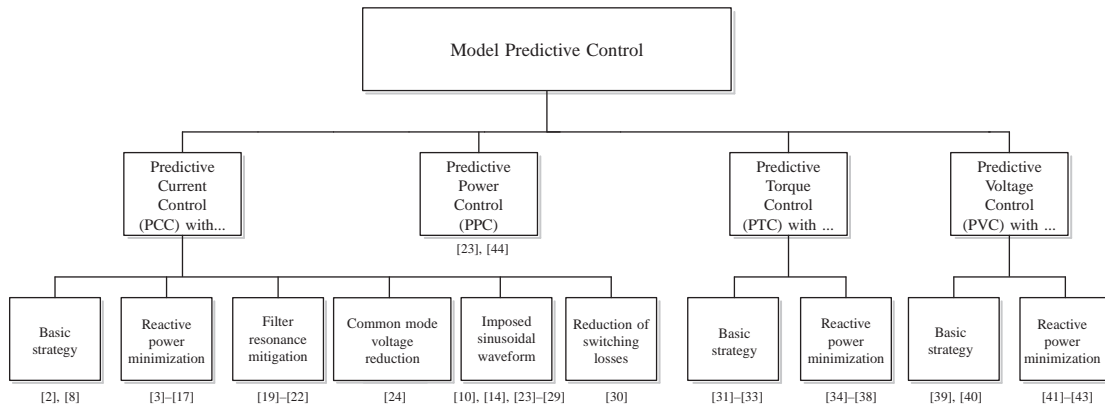 Model Predictive Control
Predictive
Current
Control
(PCC) with...
Predictive
Power
Control
(PPC)
[23], [44]
Predictive
Torque
Control
(PTC) with ...
Predictive
Voltage
Control
(PVC) with ...
Basic
strategy
[2], [8]
Reactive
power
minimization
[3]–[17]
Filter
resonance
mitigation
[19]–[22]
Common mode
voltage
reduction
[24]
Imposed
sinusoidal
waveform
[10], [14], [23]–[29]
Reduction of
switching
losses
[30]
Basic
strategy
[31]–[33]
Reactive
power
minimization
[34]–[38]
Basic
strategy
[39], [40]
Reactive
power
minimization
[41]–[43]